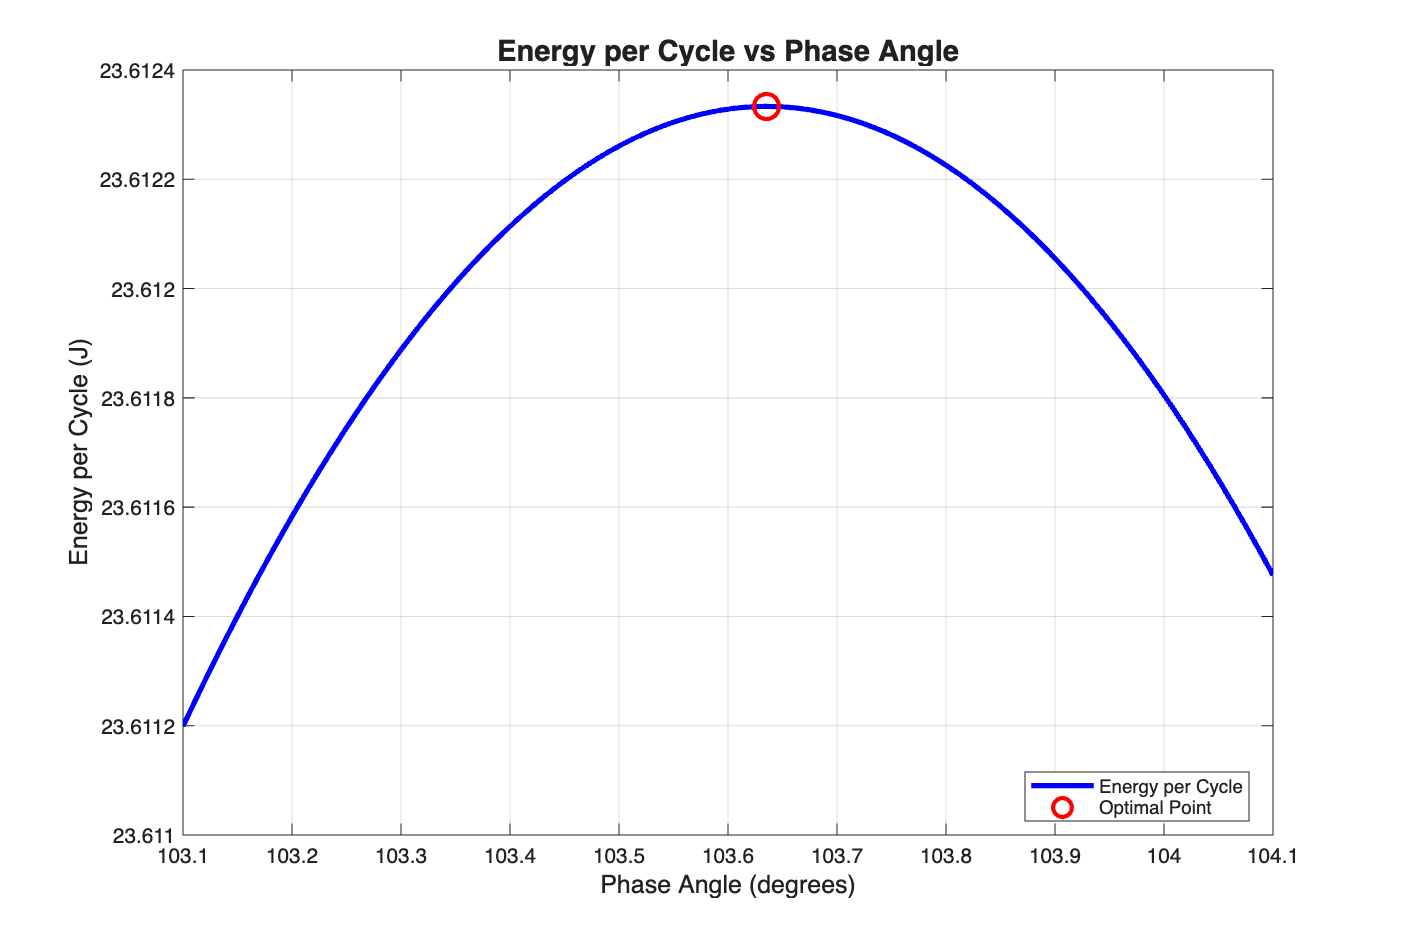 Energy per Cycle vs Phase Angle
23.6124
23.6122
23.612
23.6118
23.6116
23.6114
23.6112
23.611
Energy per Cycle (J)
103.1 103.2 103.3 103.4 103.5 103.6 103.7 103.8 103.9 104 104.1
Phase Angle (degrees)
Energy per Cycle
Optimal Point